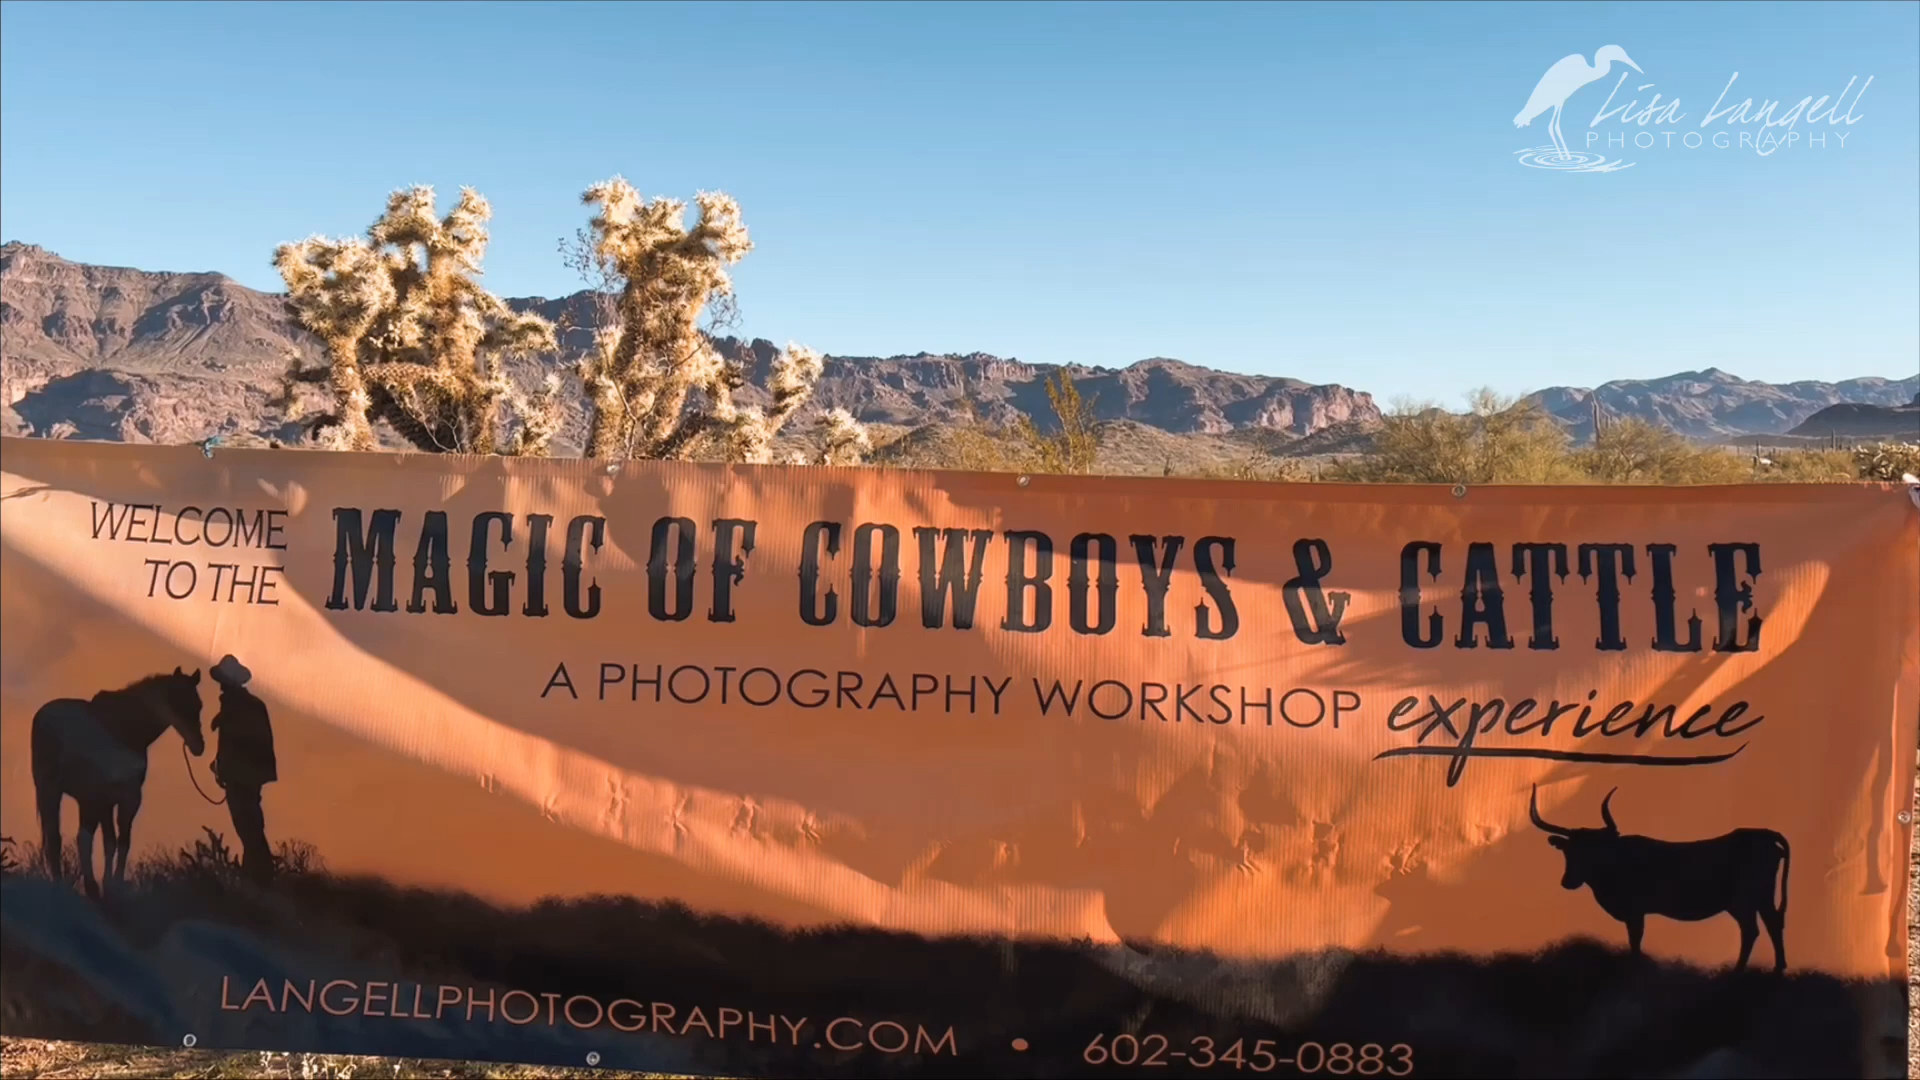 Lisa Langell
PHOTOGRAPHY
WELCOME
TO THE
MAGIC OF COWBOYS & CATTLE
A PHOTOGRAPHY WORKSHOP experience
LANGELLPHOTOGRAPHY.COM • 602-345-0883